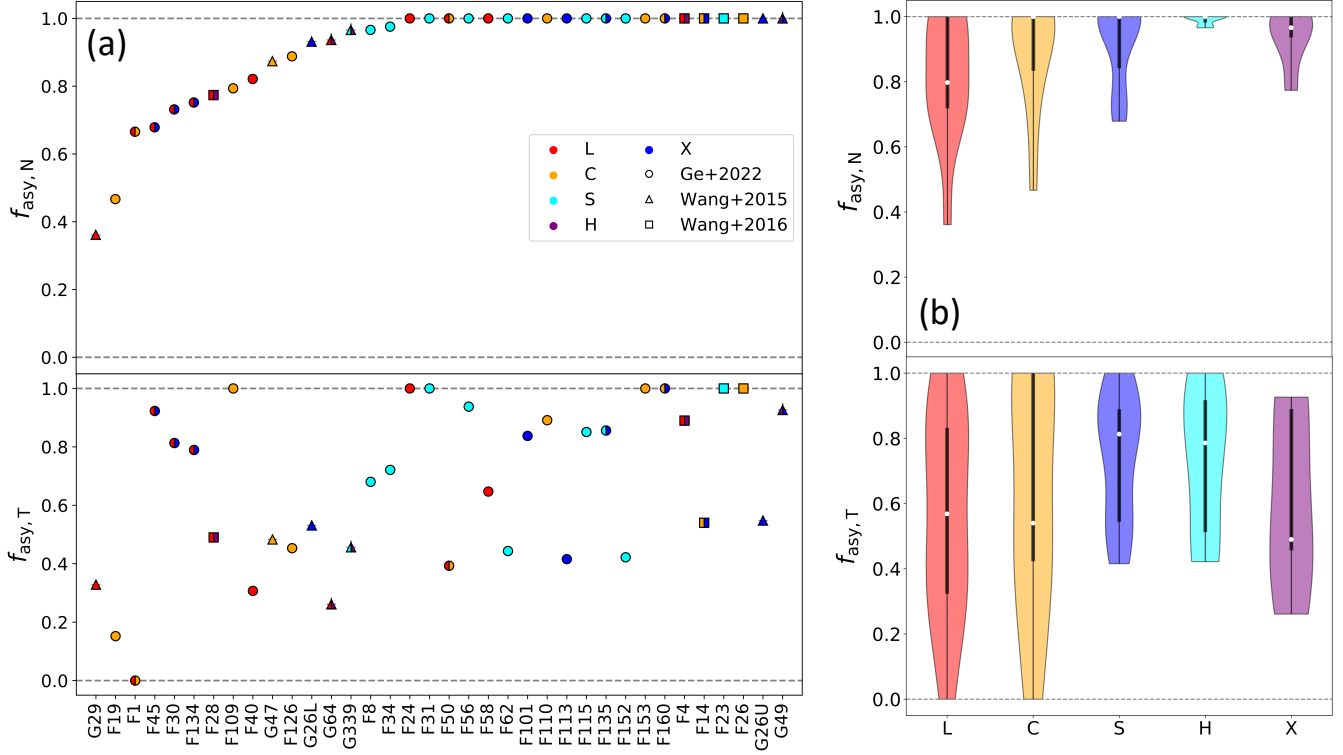 (a)
1.0
0.8
0.6
0.4
0.2
0.0
f asy, N
L
C
S
H
X
Ge+2022
Wang+2015
Wang+2016
1.0
0.8
0.6
0.4
0.2
0.0
f asy, T
G29
F19
F1
F45
F30
F134
F28
F109
F40
G47
F126
G26L
G64
G339
F8
F34
F24
F31
F50
F56
F58
F62
F101
F110
F113
F115
F135
F152
F153
F160
F4
F14
F23
F26
G26U
G49
(b)
1.0
0.8
0.6
0.4
0.2
0.0
f asy, N
1.0
0.8
0.6
0.4
0.2
0.0
f asy, T
L
C
S
H
X